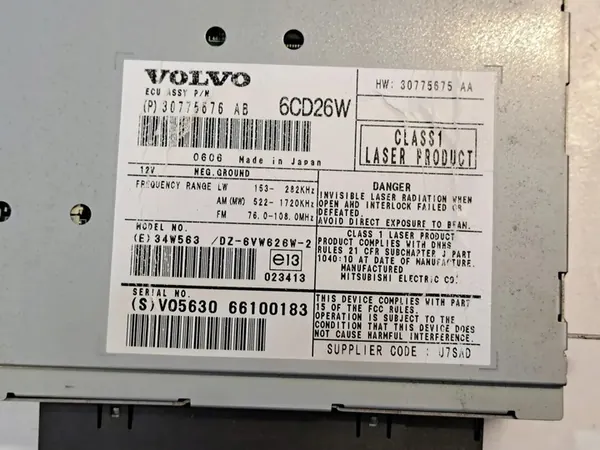 VOLVO
ECU ASSY P/N.
(P) 30775676 AB 6CD26W
HW: 30775675 AA
CLASS1
LASER PRODUCT
0606 Made in Japan
12V NEG.GROUND
FREQUENCY RANGE LW 153- 282KHz
AM (MW) 522- 1720KHz
FM 76.0-108.0MHz
DANGER
INVISIBLE LASER RADIATION WHEN
OPEN AND INTERLOCK FAILED OR
DEFEATED.
AVOID DIRECT EXPOSURE TO BEAM.
MODEL NO.
(E) 34W563 /DZ-6VW626W-2
e13
023413
CLASS 1 LASER PRODUCT
PRODUCT COMPLIES WITH DHHS
RULES 21 CFR SUBCHAPTER J PART
1040:10 AT DATE OF MANUFACTURE.
MANUFACTURED
MITSUBISHI ELECTRIC CO.
SERIAL NO.
(S) V05630 66100183
THIS DEVICE COMPLIES WITH PART
15 OF THE FCC RULES.
OPERATION IS SUBJECT TO THE
CONDITION THAT THIS DEVICE DOES
NOT CAUSE HARMFUL INTERFERENCE.
SUPPLIER CODE : U7SAD